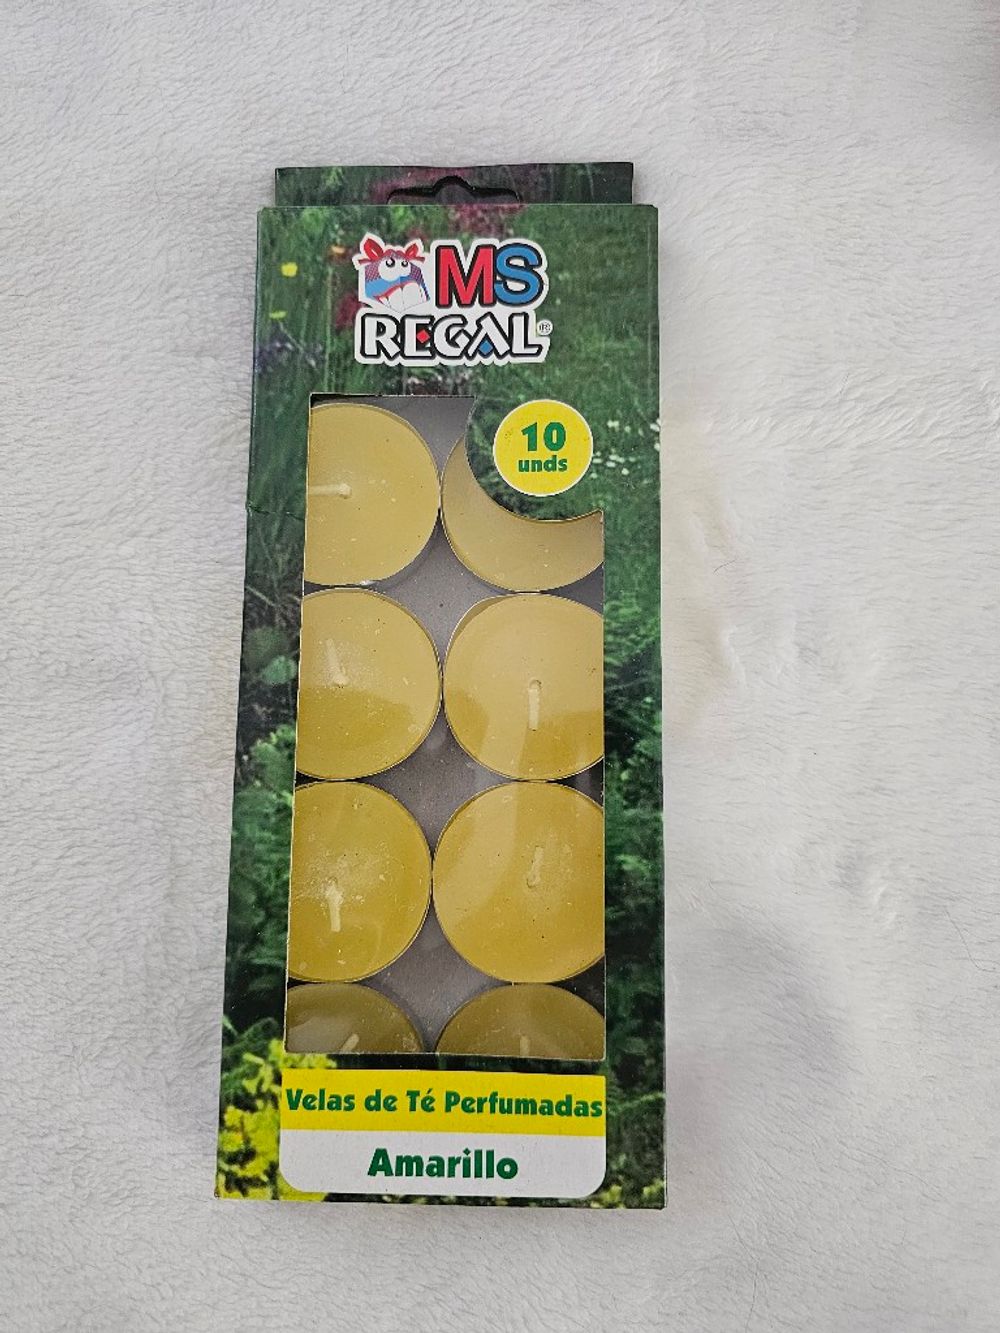 MS
REGAL®
10
unds
Velas de Té Perfumadas
Amarillo